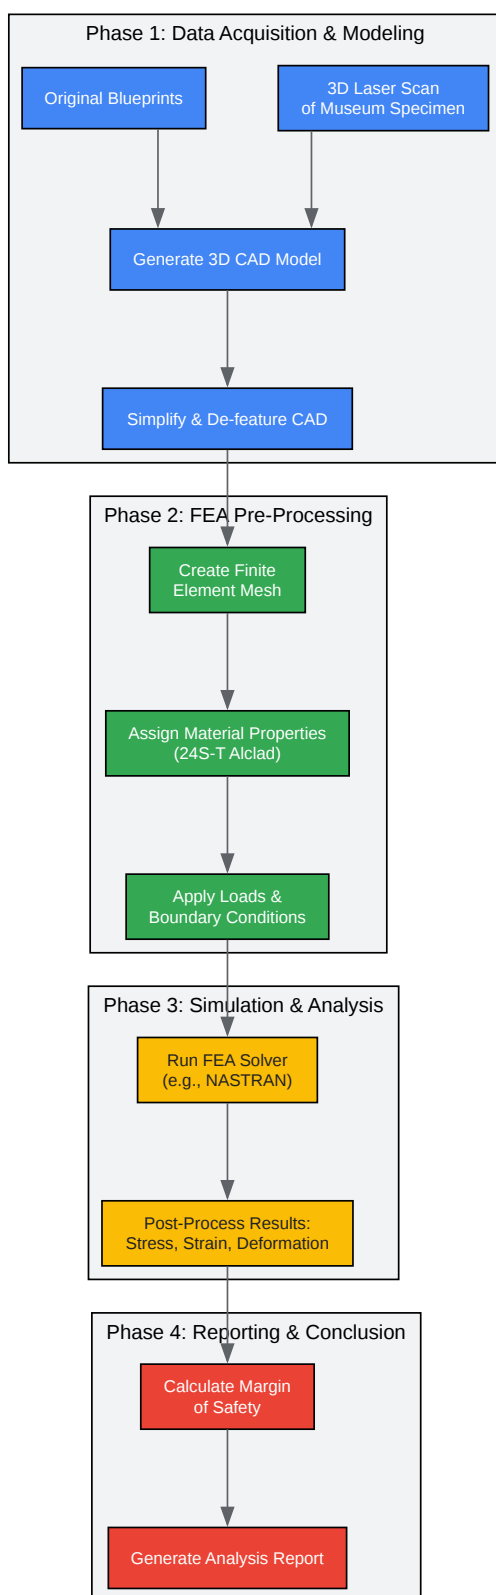 Phase 1: Data Acquisition & Modeling
Original Blueprints
3D Laser Scan
of Museum Specimen
Generate 3D CAD Model
Simplify & De-feature CAD
Phase 2: FEA Pre-Processing
Create Finite
Element Mesh
Assign Material Properties
(24S-T Alclad)
Apply Loads &
Boundary Conditions
Phase 3: Simulation & Analysis
Run FEA Solver
(e.g., NASTRAN)
Post-Process Results:
Stress, Strain, Deformation
Phase 4: Reporting & Conclusion
Calculate Margin
of Safety
Generate Analysis Report